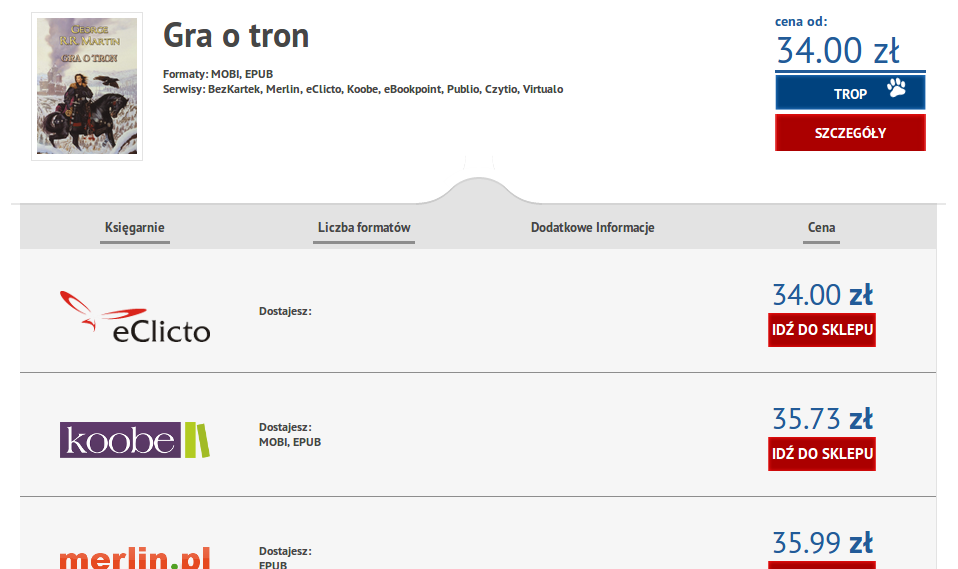 GEORGE
R.R. MARTIN
GRA O TRON
Gra o tron
Formaty: MOBI, EPUB
Serwisy: BezKartek, Merlin, eClicto, Koobe, eBookpoint, Publio, Czytio, Virtualo
cena od:
34.00 zł
TROP
SZCZEGÓŁY
Księgarnie Liczba formatów Dodatkowe Informacje Cena
eClicto
Dostajesz:
34.00 zł
IDŹ DO SKLEPU
koobe
Dostajesz:
MOBI, EPUB
35.73 zł
IDŹ DO SKLEPU
merlin.pl
Dostajesz:
EPUB
35.99 zł